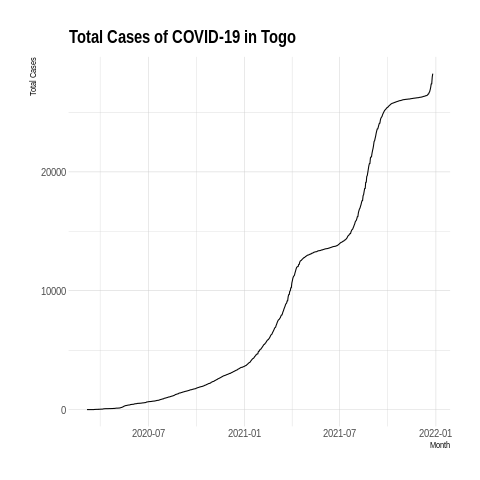 Total Cases of COVID-19 in Togo
Total Cases
20000
10000
0
2020-07 2021-01 2021-07 2022-01
Month